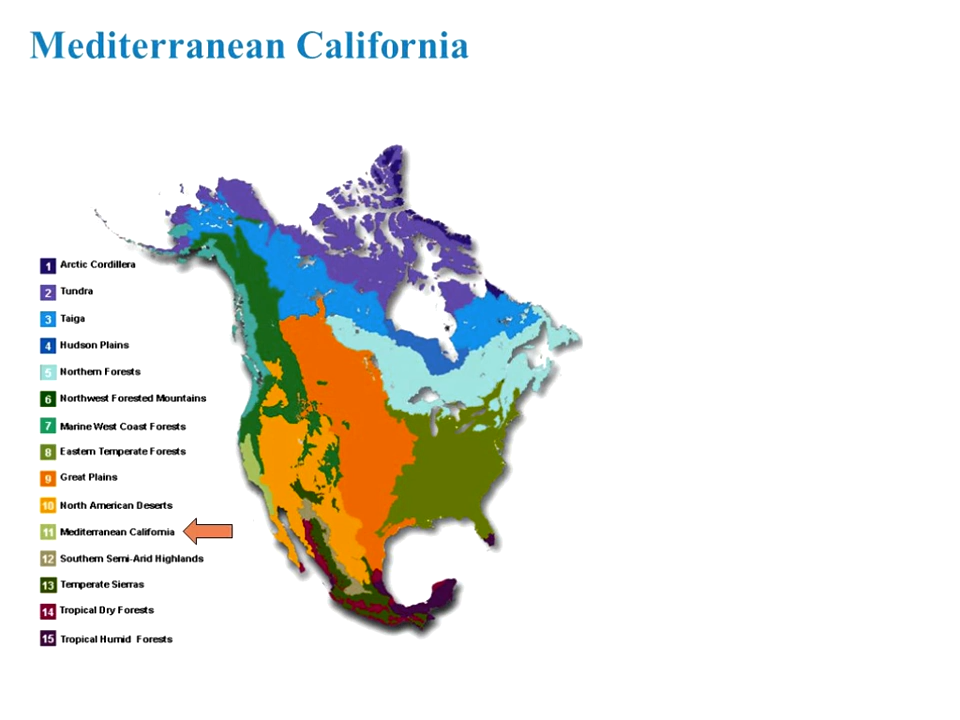 Mediterranean California
1 Arctic Cordillera
2 Tundra
3 Taiga
4 Hudson Plains
5 Northern Forests
6 Northwest Forested Mountains
7 Marine West Coast Forests
8 Eastern Temperate Forests
9 Great Plains
10 North American Deserts
11 Mediterranean California
12 Southern Semi-Arid Highlands
13 Temperate Sierras
14 Tropical Dry Forests
15 Tropical Humid Forests